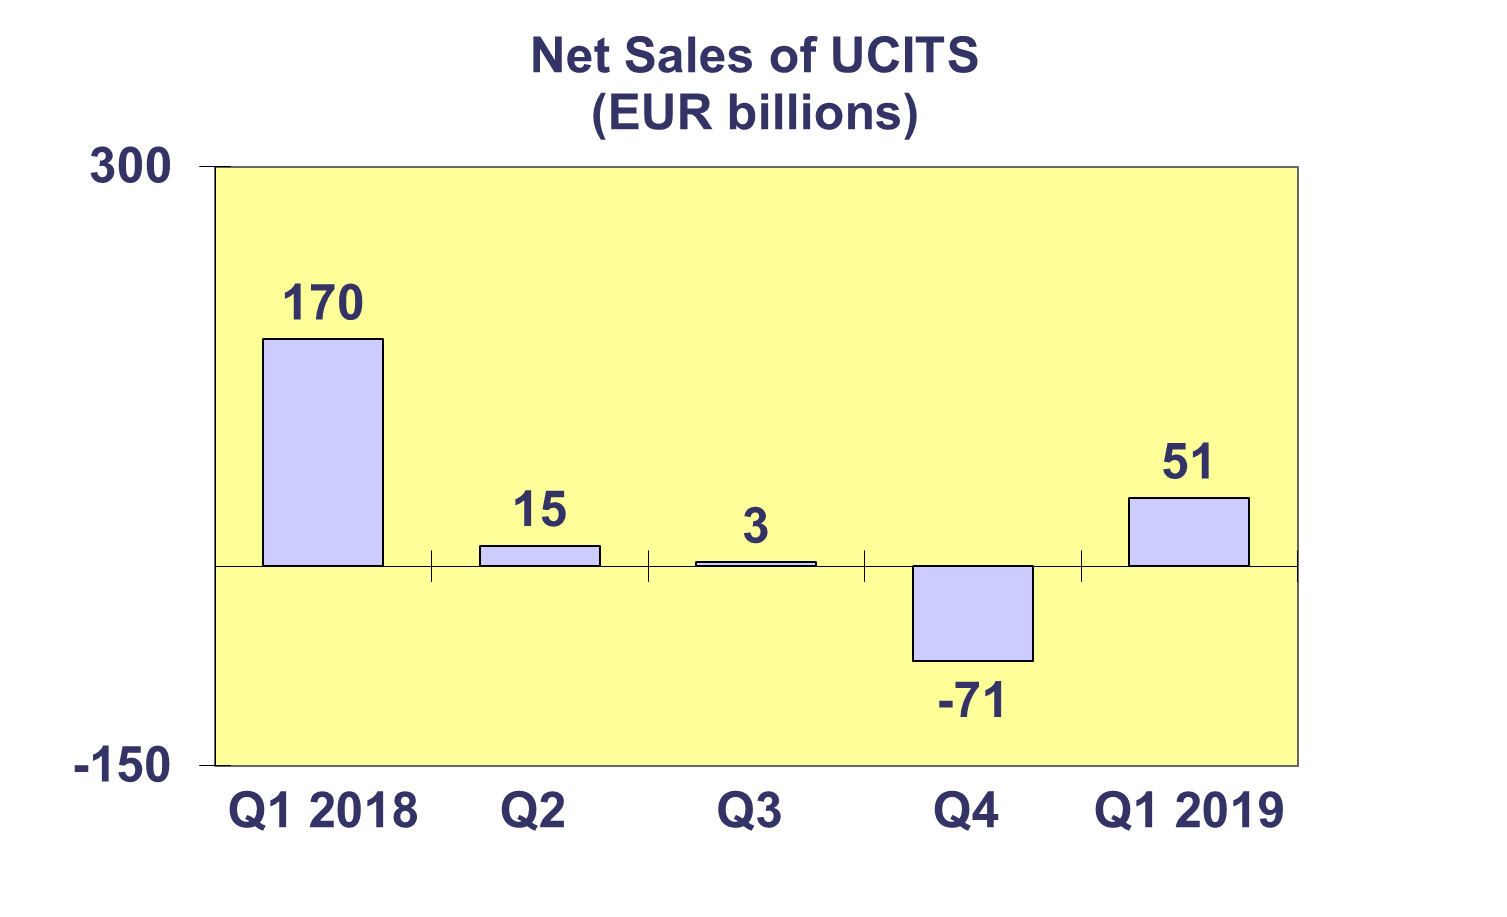 Net Sales of UCITS
(EUR billions)
300
170
51
15
3
-71
-150
Q1 2018 Q2 Q3 Q4 Q1 2019